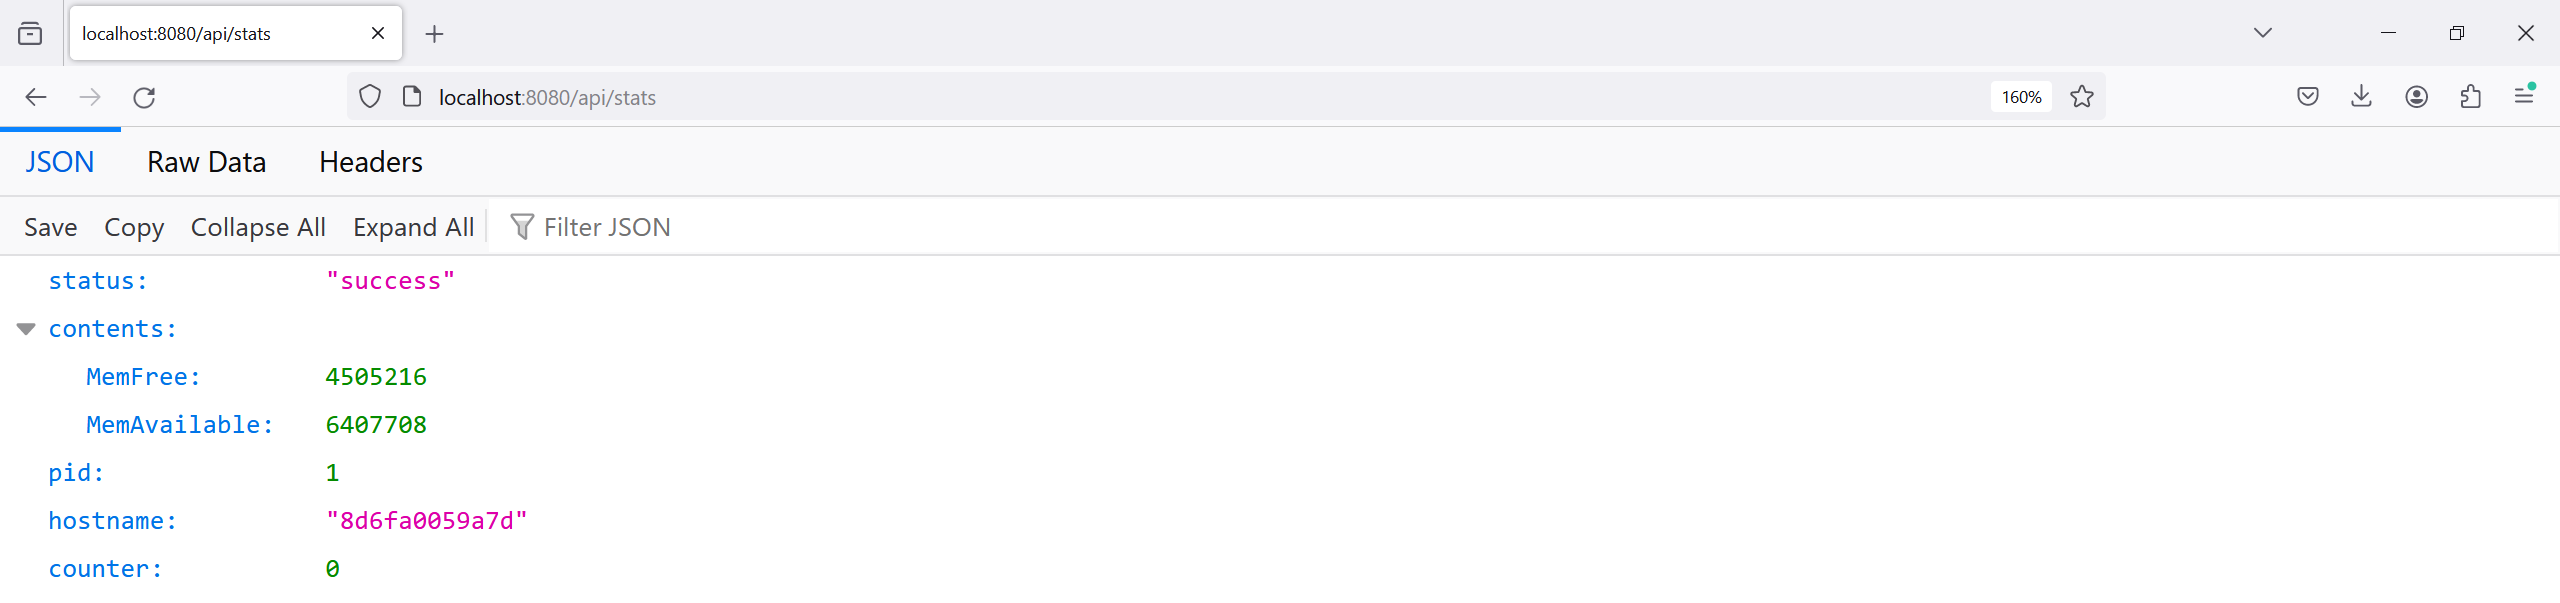 localhost:8080/api/stats
localhost:8080/api/stats 160%
JSON Raw Data Headers
Save Copy Collapse All Expand All Filter JSON
status: "success"
contents:
MemFree: 4505216
MemAvailable: 6407708
pid: 1
hostname: "8d6fa0059a7d"
counter: 0